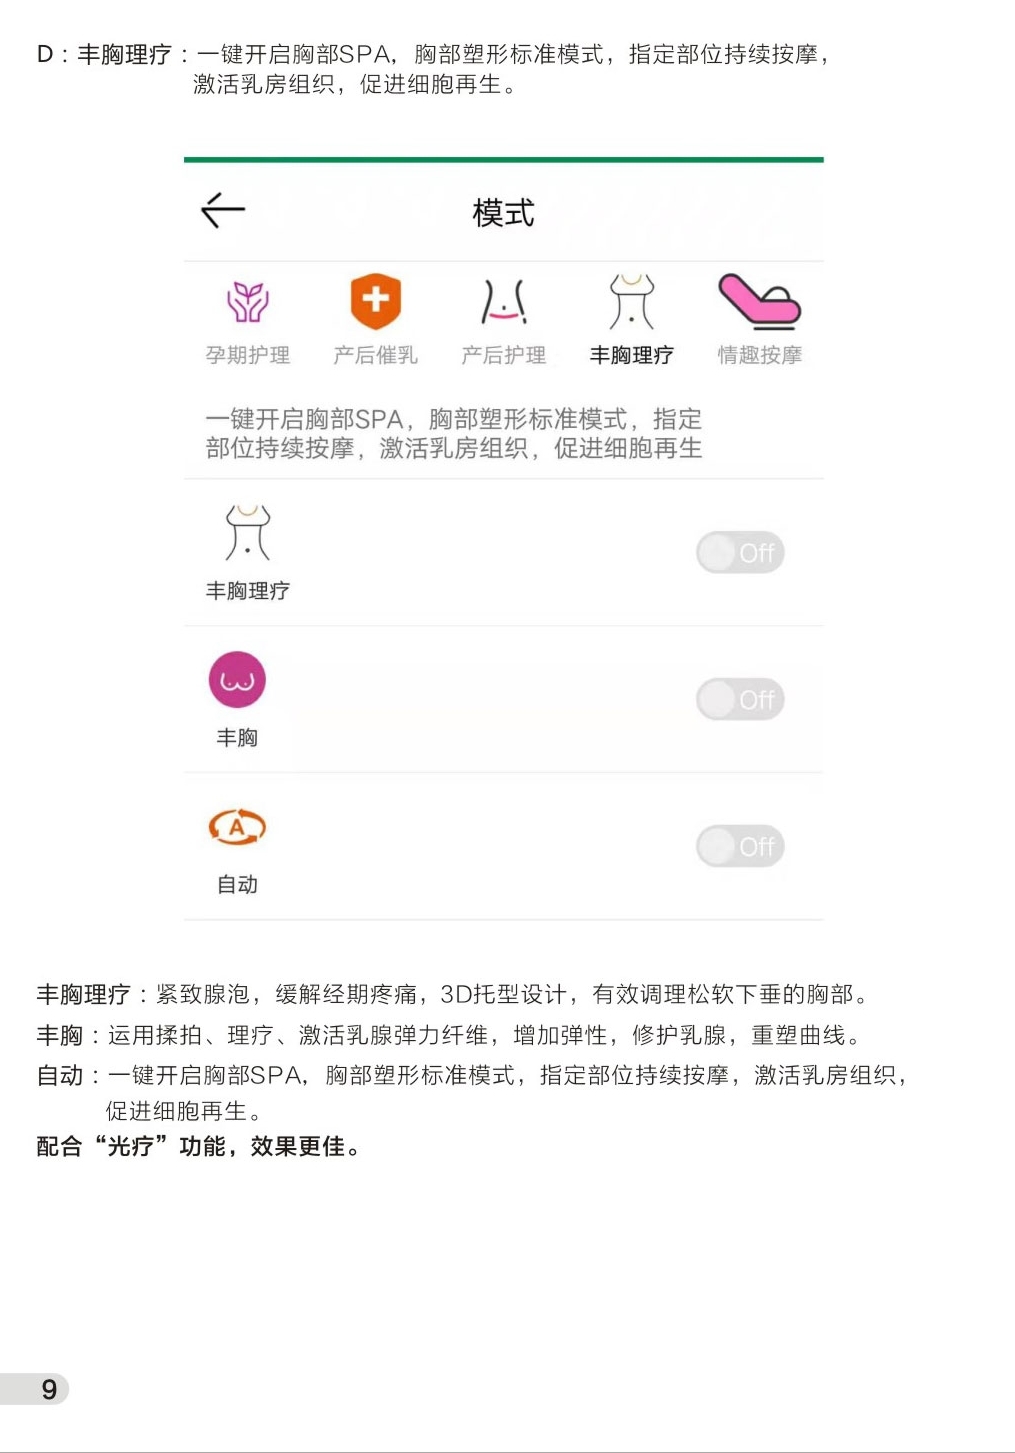 D：丰胸理疗：一键开启胸部SPA，胸部塑形标准模式，指定部位持续按摩，
激活乳房组织，促进细胞再生。
模式
孕期护理 产后催乳 产后护理 丰胸理疗 情趣按摩
一键开启胸部SPA，胸部塑形标准模式，指定
部位持续按摩，激活乳房组织，促进细胞再生
Off
丰胸理疗
Off
丰胸
A
Off
自动
丰胸理疗：紧致腺泡，缓解经期疼痛，3D托型设计，有效调理松软下垂的胸部。
丰胸：运用揉拍、理疗、激活乳腺弹力纤维，增加弹性，修护乳腺，重塑曲线。
自动：一键开启胸部SPA，胸部塑形标准模式，指定部位持续按摩，激活乳房组织，
促进细胞再生。
配合“光疗”功能，效果更佳。
9